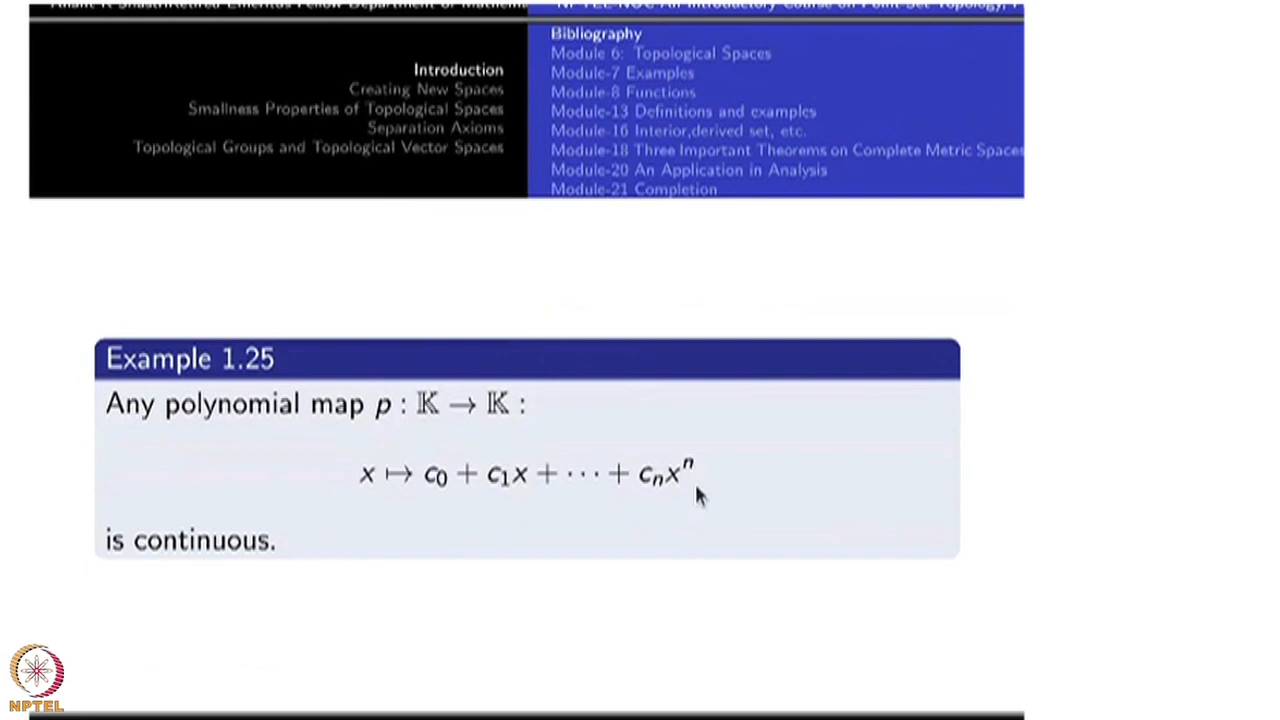 Introduction
Creating New Spaces
Smallness Properties of Topological Spaces
Separation Axioms
Topological Groups and Topological Vector Spaces
Bibliography
Module 6: Topological Spaces
Module-7 Examples
Module-8 Functions
Module-13 Definitions and examples
Module-16 Interior,derived set, etc.
Module-18 Three Important Theorems on Complete Metric Spaces
Module-20 An Application in Analysis
Module-21 Completion
Example 1.25
Any polynomial map p : 𝕂 → 𝕂 :
x ↦ c₀ + c₁x + ⋯ + cₙxⁿ
is continuous.
NPTEL